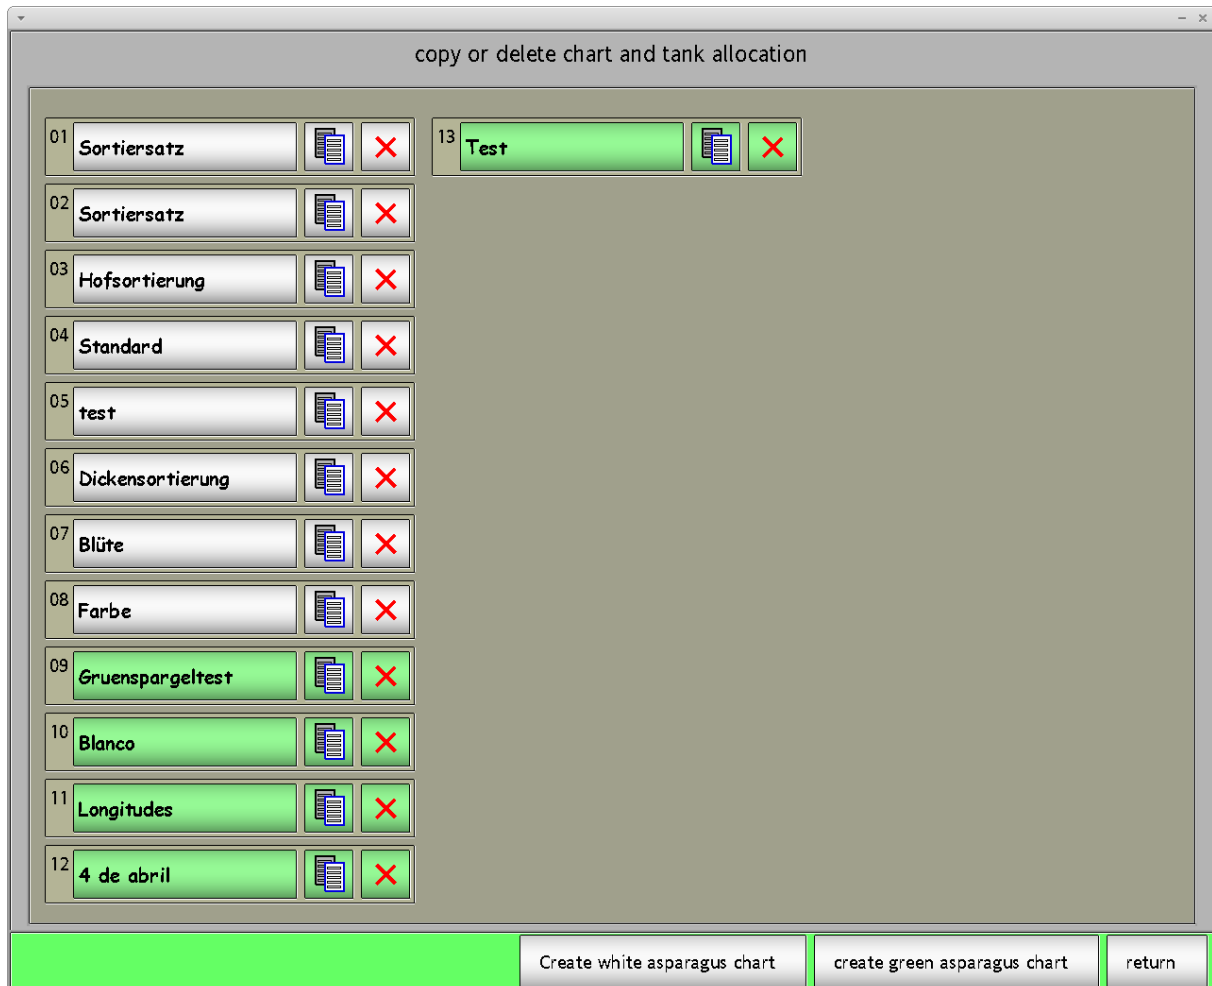 copy or delete chart and tank allocation
01 Sortiersatz
02 Sortiersatz
03 Hofsortierung
04 Standard
05 test
06 Dickensortierung
07 Blüte
08 Farbe
09 Gruenspargeltest
10 Blanco
11 Longitudes
12 4 de abril
13 Test
Create white asparagus chart
create green asparagus chart
return